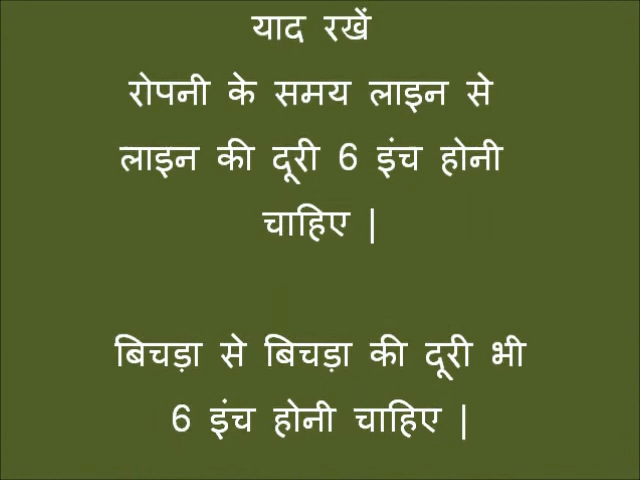 याद रखें
रोपनी के समय लाइन से
लाइन की दूरी 6 इंच होनी
चाहिए |
बिचड़ा से बिचड़ा की दूरी भी
6 इंच होनी चाहिए |